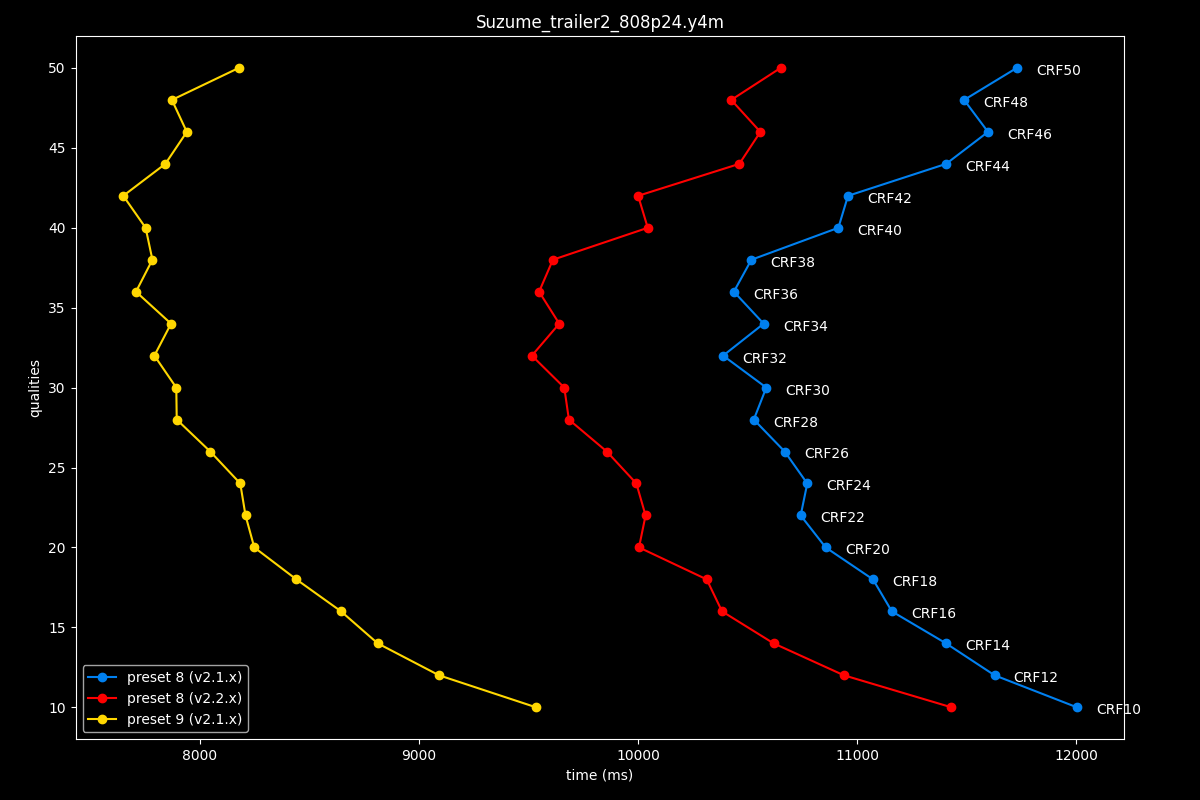 Suzume_trailer2_808p24.y4m
qualities
50
45
40
35
30
25
20
15
10
CRF50
CRF48
CRF46
CRF44
CRF42
CRF40
CRF38
CRF36
CRF34
CRF32
CRF30
CRF28
CRF26
CRF24
CRF22
CRF20
CRF18
CRF16
CRF14
CRF12
CRF10
preset 8 (v2.1.x)
preset 8 (v2.2.x)
preset 9 (v2.1.x)
8000 9000 10000 11000 12000
time (ms)